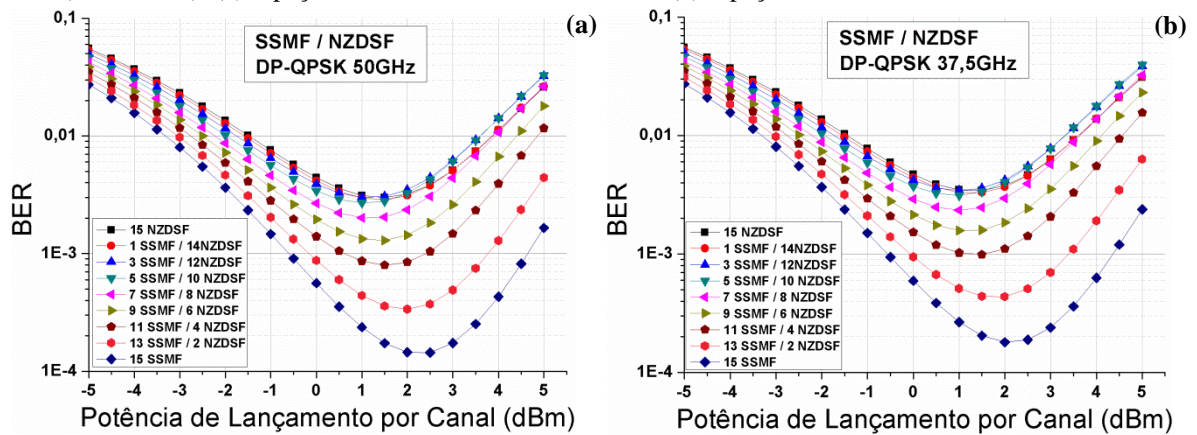 (a)
SSMF / NZDSF
DP-QPSK 50GHz
BER
0,1
0,01
1E-3
1E-4
15 NZDSF
1 SSMF / 14NZDSF
3 SSMF / 12NZDSF
5 SSMF / 10 NZDSF
7 SSMF / 8 NZDSF
9 SSMF / 6 NZDSF
11 SSMF / 4 NZDSF
13 SSMF / 2 NZDSF
15 SSMF
-5 -4 -3 -2 -1 0 1 2 3 4 5
Potência de Lançamento por Canal (dBm)
(b)
SSMF / NZDSF
DP-QPSK 37,5GHz
BER
0,1
0,01
1E-3
1E-4
15 NZDSF
1 SSMF / 14NZDSF
3 SSMF / 12NZDSF
5 SSMF / 10 NZDSF
7 SSMF / 8 NZDSF
9 SSMF / 6 NZDSF
11 SSMF / 4 NZDSF
13 SSMF / 2 NZDSF
15 SSMF
-5 -4 -3 -2 -1 0 1 2 3 4 5
Potência de Lançamento por Canal (dBm)